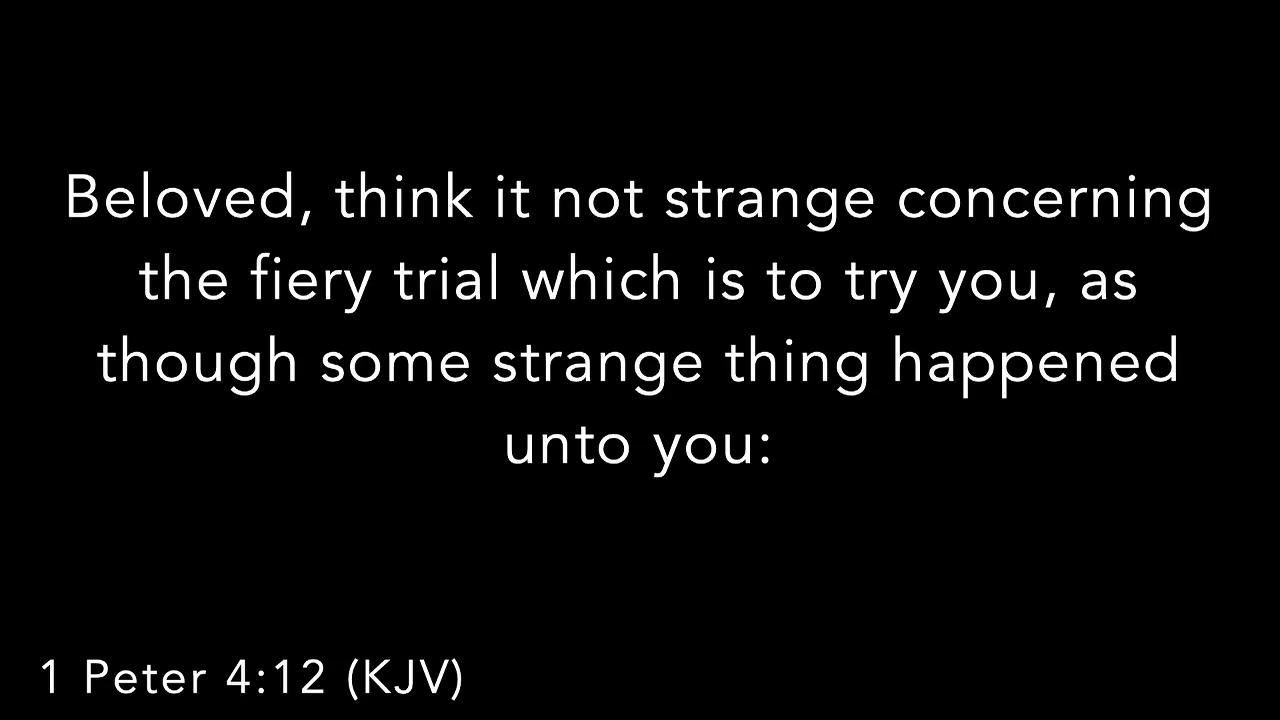 Beloved, think it not strange concerning
the fiery trial which is to try you, as
though some strange thing happened
unto you:
1 Peter 4:12 (KJV)